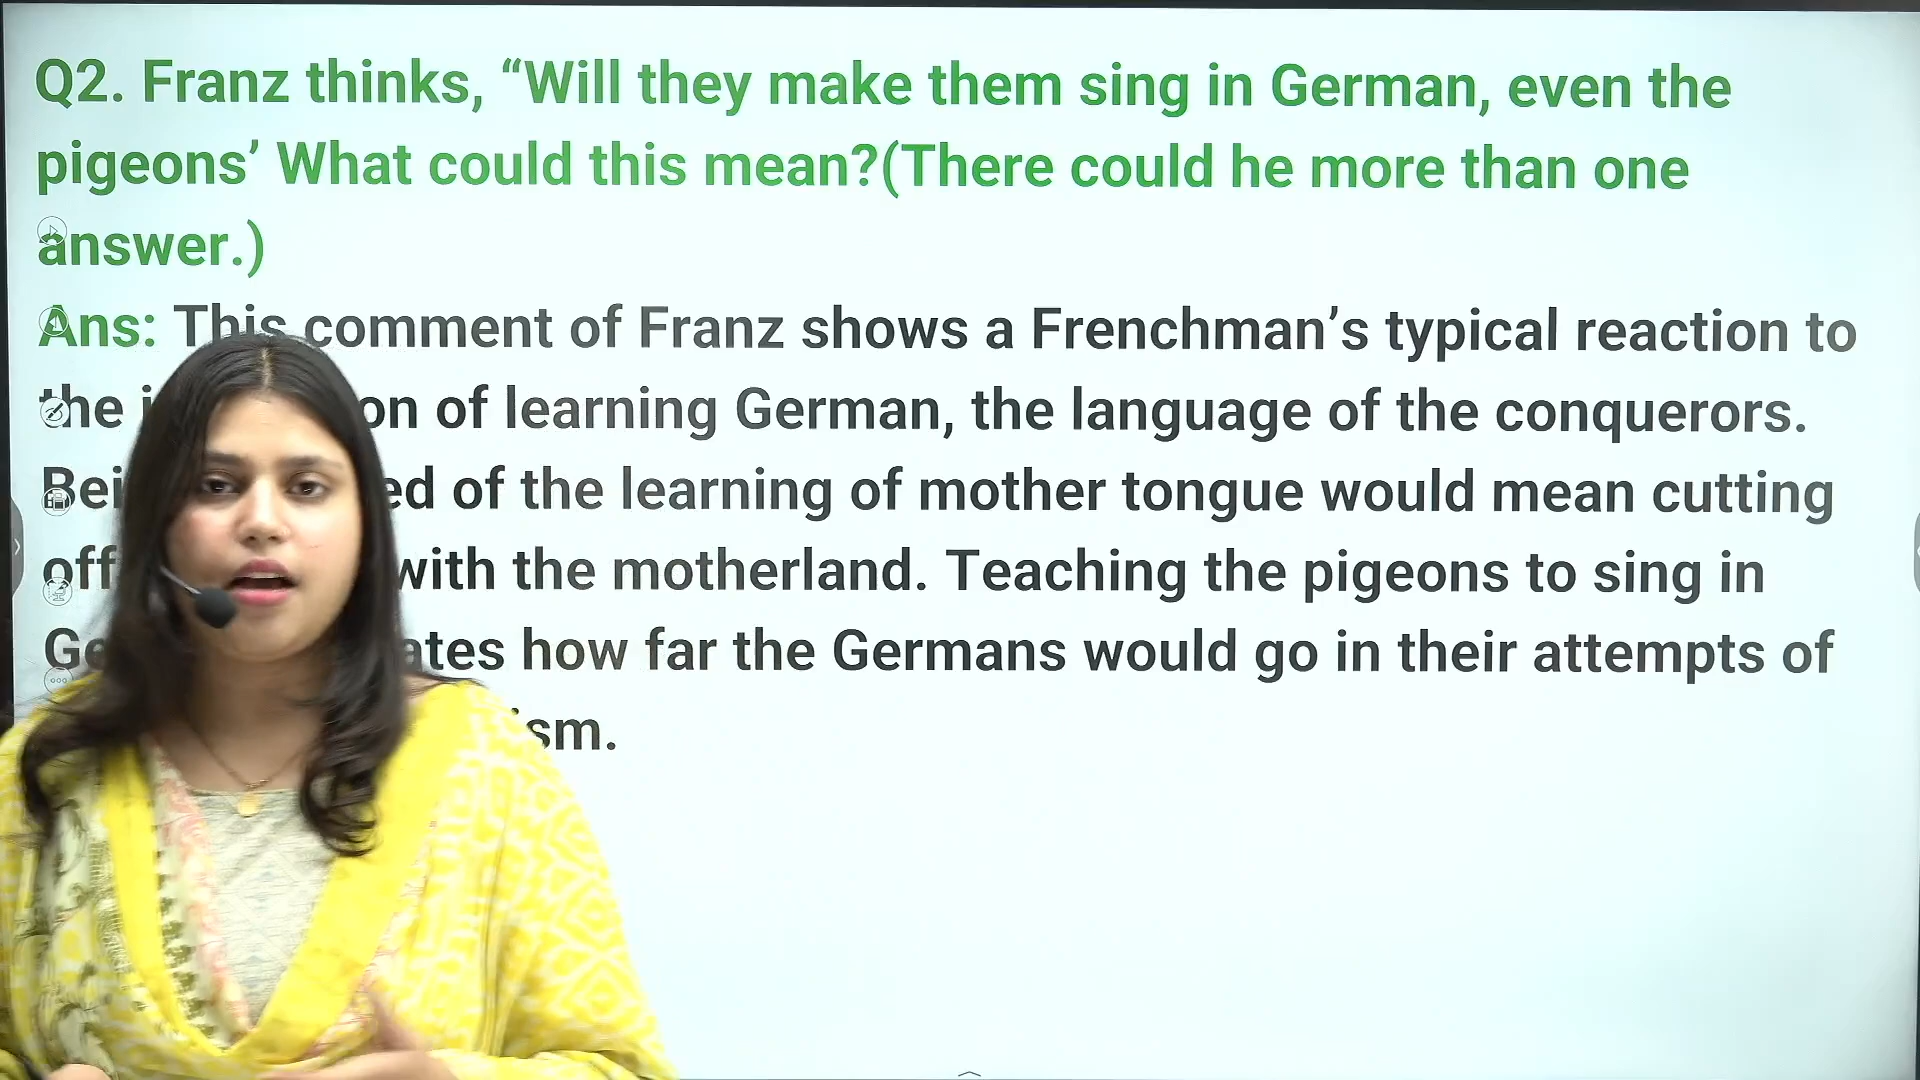 Q2. Franz thinks, “Will they make them sing in German, even the
pigeons’ What could this mean?(There could he more than one
answer.)
Ans: This comment of Franz shows a Frenchman’s typical reaction to
the on of learning German, the language of the conquerors.
ed of the learning of mother tongue would mean cutting
off with the motherland. Teaching the pigeons to sing in
ates how far the Germans would go in their attempts of
ism.